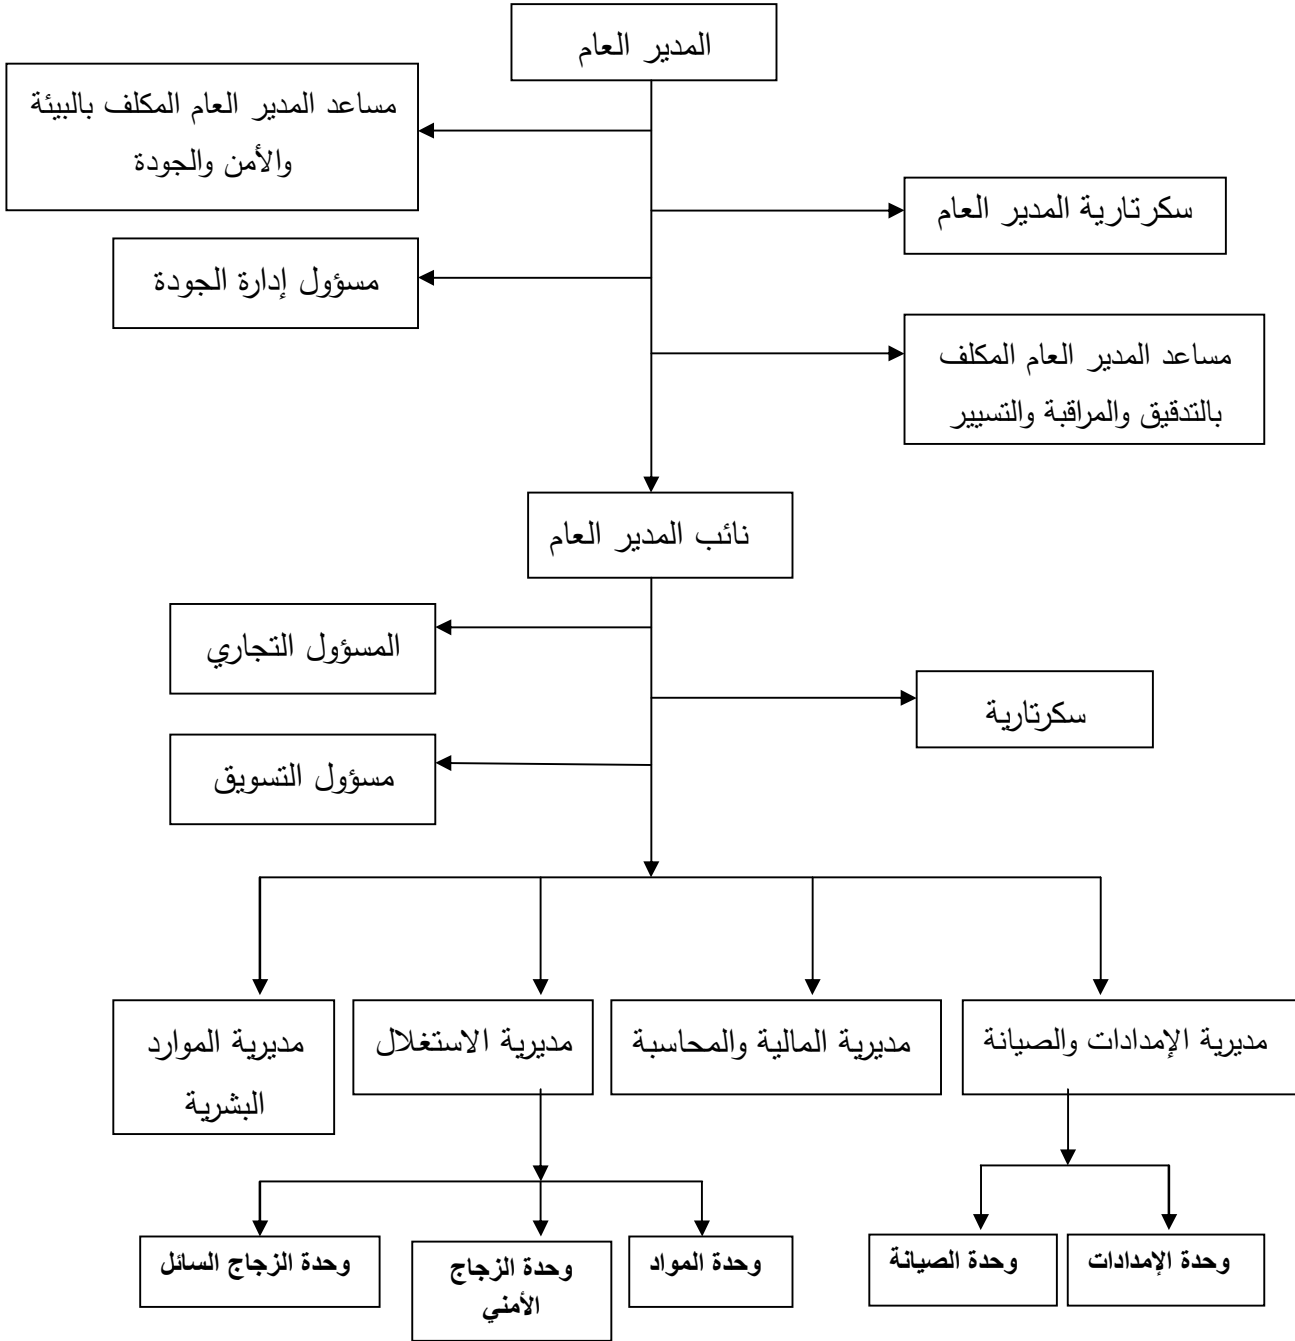 المدير العام
مساعد المدير العام المكلف بالبيئة
والأمن والجودة
سكرتارية المدير العام
مسؤول إدارة الجودة
مساعد المدير العام المكلف
بالتدقيق والمراقبة والتسيير
نائب المدير العام
المسؤول التجاري
سكرتارية
مسؤول التسويق
مديرية الإمدادات والصيانة
مديرية المالية والمحاسبة
مديرية الاستغلال
مديرية الموارد
البشرية
وحدة الإمدادات
وحدة الصيانة
وحدة المواد
وحدة الزجاج
الأمني
وحدة الزجاج السائل